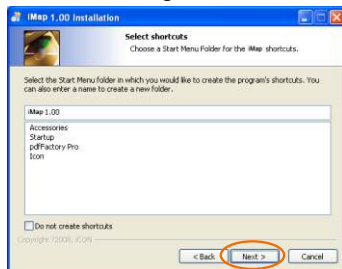 iMap 1.00 Installation
Select shortcuts
Choose a Start Menu Folder for the iMap shortcuts.
Select the Start Menu folder in which you would like to create the program's shortcuts. You
can also enter a name to create a new folder.
iMap 1.00
Accessories
Startup
pdfFactory Pro
Icon
Do not create shortcuts
< Back
Next >
Cancel